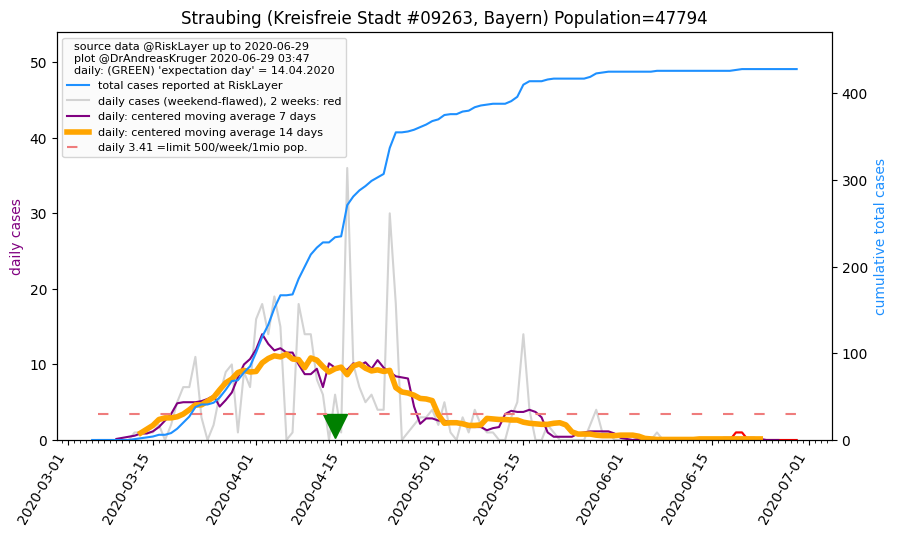 Straubing (Kreisfreie Stadt #09263, Bayern) Population=47794
source data @RiskLayer up to 2020-06-29
plot @DrAndreasKruger 2020-06-29 03:47
daily: (GREEN) 'expectation day' = 14.04.2020
total cases reported at RiskLayer
daily cases (weekend-flawed), 2 weeks: red
daily: centered moving average 7 days
daily: centered moving average 14 days
daily 3.41 =limit 500/week/1mio pop.
daily cases
50
40
30
20
10
0
cumulative total cases
400
300
200
100
0
2020-03-01
2020-03-15
2020-04-01
2020-04-15
2020-05-01
2020-05-15
2020-06-01
2020-06-15
2020-07-01